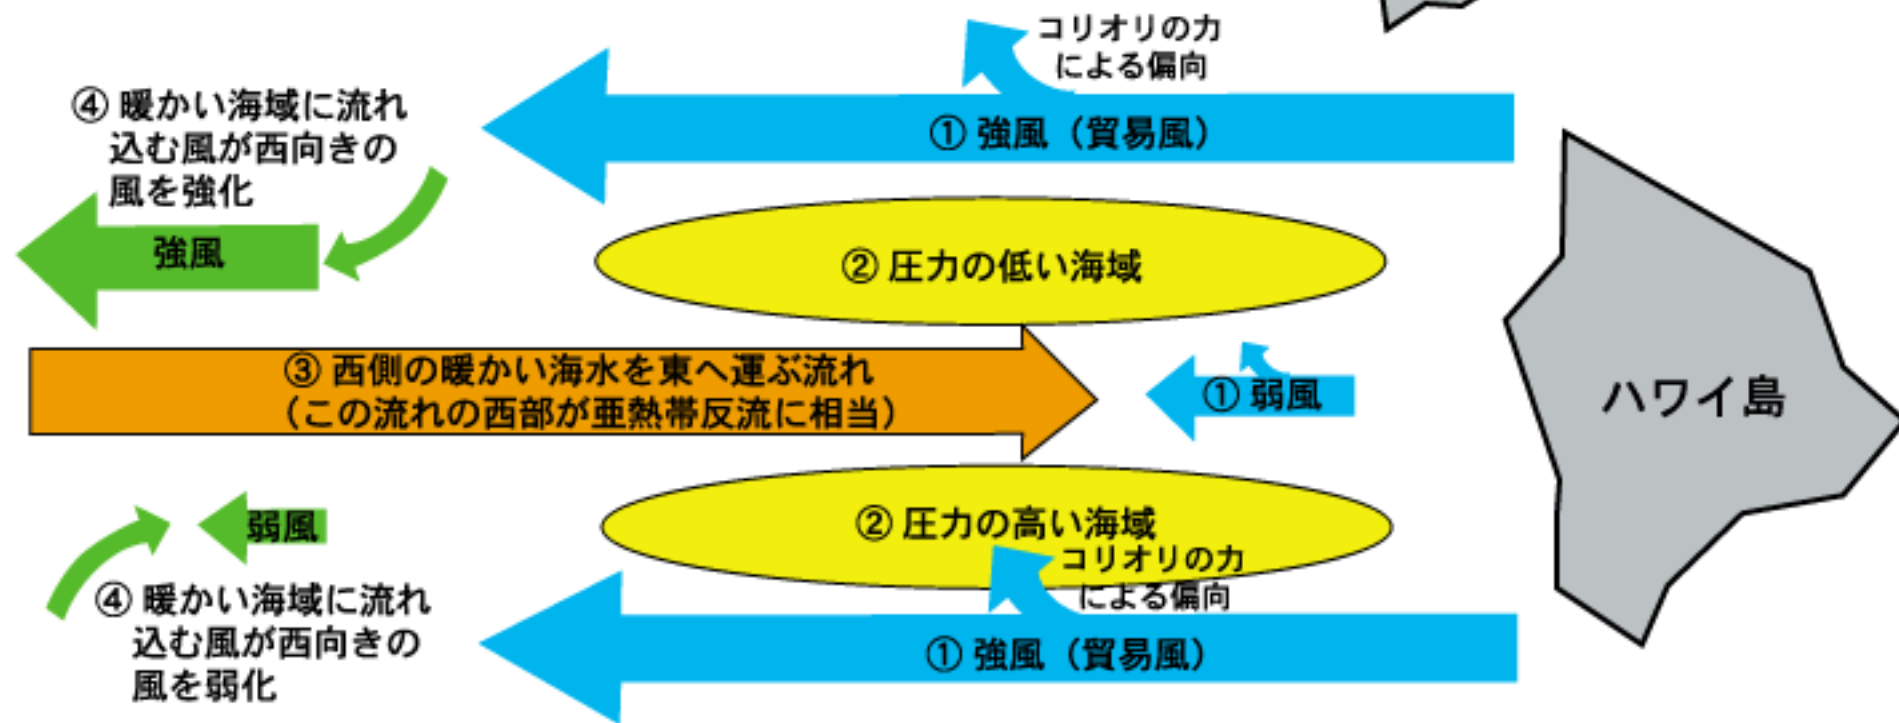 コリオリの力
による偏向
① 強風（貿易風）
④ 暖かい海域に流れ
込む風が西向きの
風を強化
強風
② 圧力の低い海域
③ 西側の暖かい海水を東へ運ぶ流れ
（この流れの西部が亜熱帯反流に相当）
① 弱風
ハワイ島
② 圧力の高い海域
コリオリの力
による偏向
弱風
④ 暖かい海域に流れ
込む風が西向きの
風を弱化
① 強風（貿易風）